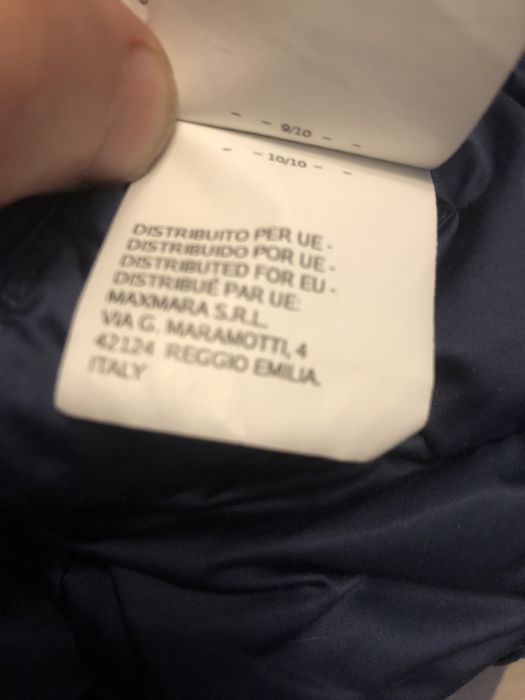 - - 9/10 - -
- - 10/10 - -
DISTRIBUITO PER UE -
DISTRIBUIDO POR UE -
DISTRIBUTED FOR EU -
DISTRIBUÉ PAR UE:
MAXMARA S.R.L.
VIA G. MARAMOTTI, 4
42124 REGGIO EMILIA
ITALY